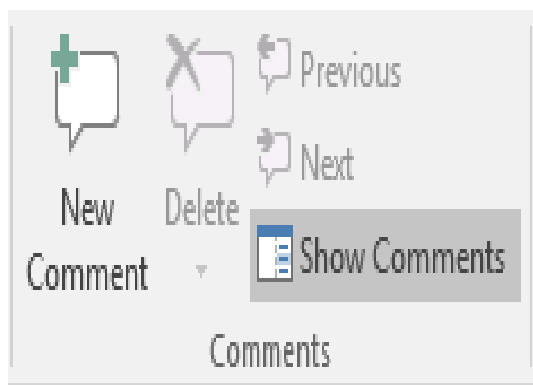 New
Comment
Delete
Previous
Next
Show Comments
Comments